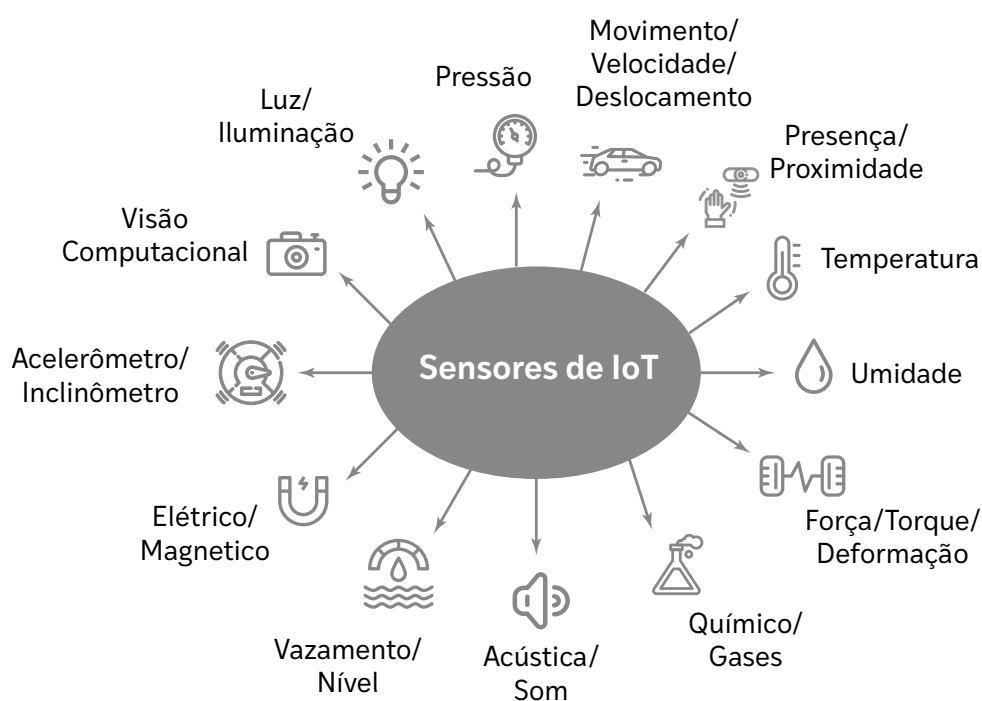 Movimento/
Velocidade/
Deslocamento
Pressão
Luz/
Iluminação
Presença/
Proximidade
Visão
Computacional
Temperatura
Acelerômetro/
Inclinômetro
Sensores de IoT
Umidade
Elétrico/
Magnetico
Força/Torque/
Deformação
Vazamento/
Nível
Acústica/
Som
Químico/
Gases